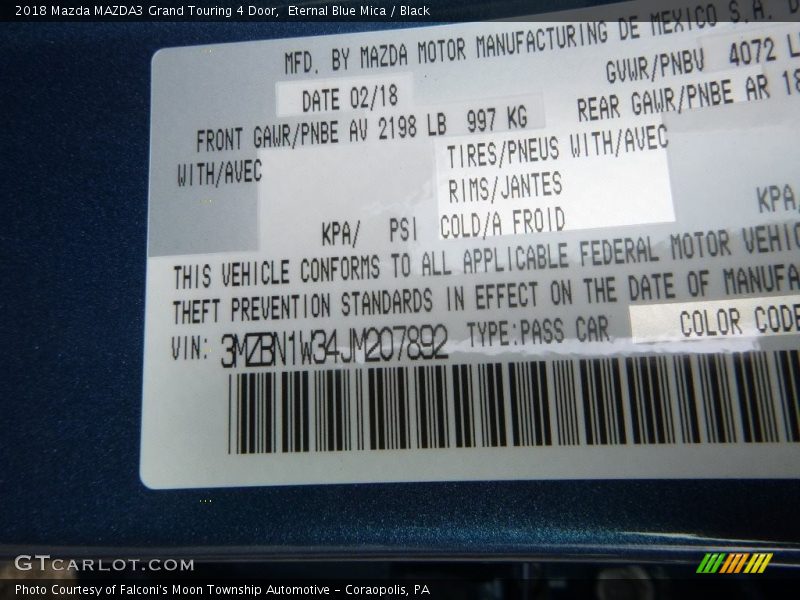 2018 Mazda MAZDA3 Grand Touring 4 Door, Eternal Blue Mica / Black
MFD. BY MAZDA MOTOR MANUFACTURING DE MEXICO S.A. D
DATE 02/18
GVWR/PNBV 4072 L
FRONT GAWR/PNBE AV 2198 LB 997 KG
REAR GAWR/PNBE AR 18
WITH/AVEC
TIRES/PNEUS WITH/AVEC
RIMS/JANTES
KPA/ PSI COLD/A FROID
KPA/
THIS VEHICLE CONFORMS TO ALL APPLICABLE FEDERAL MOTOR VEHIC
THEFT PREVENTION STANDARDS IN EFFECT ON THE DATE OF MANUFA
VIN: 3MZBN1W34JM207892 TYPE:PASS CAR
COLOR CODE
GTCARLOT.COM
Photo Courtesy of Falconi's Moon Township Automotive - Coraopolis, PA